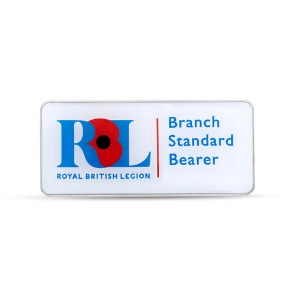 RBL
ROYAL BRITISH LEGION
Branch
Standard
Bearer